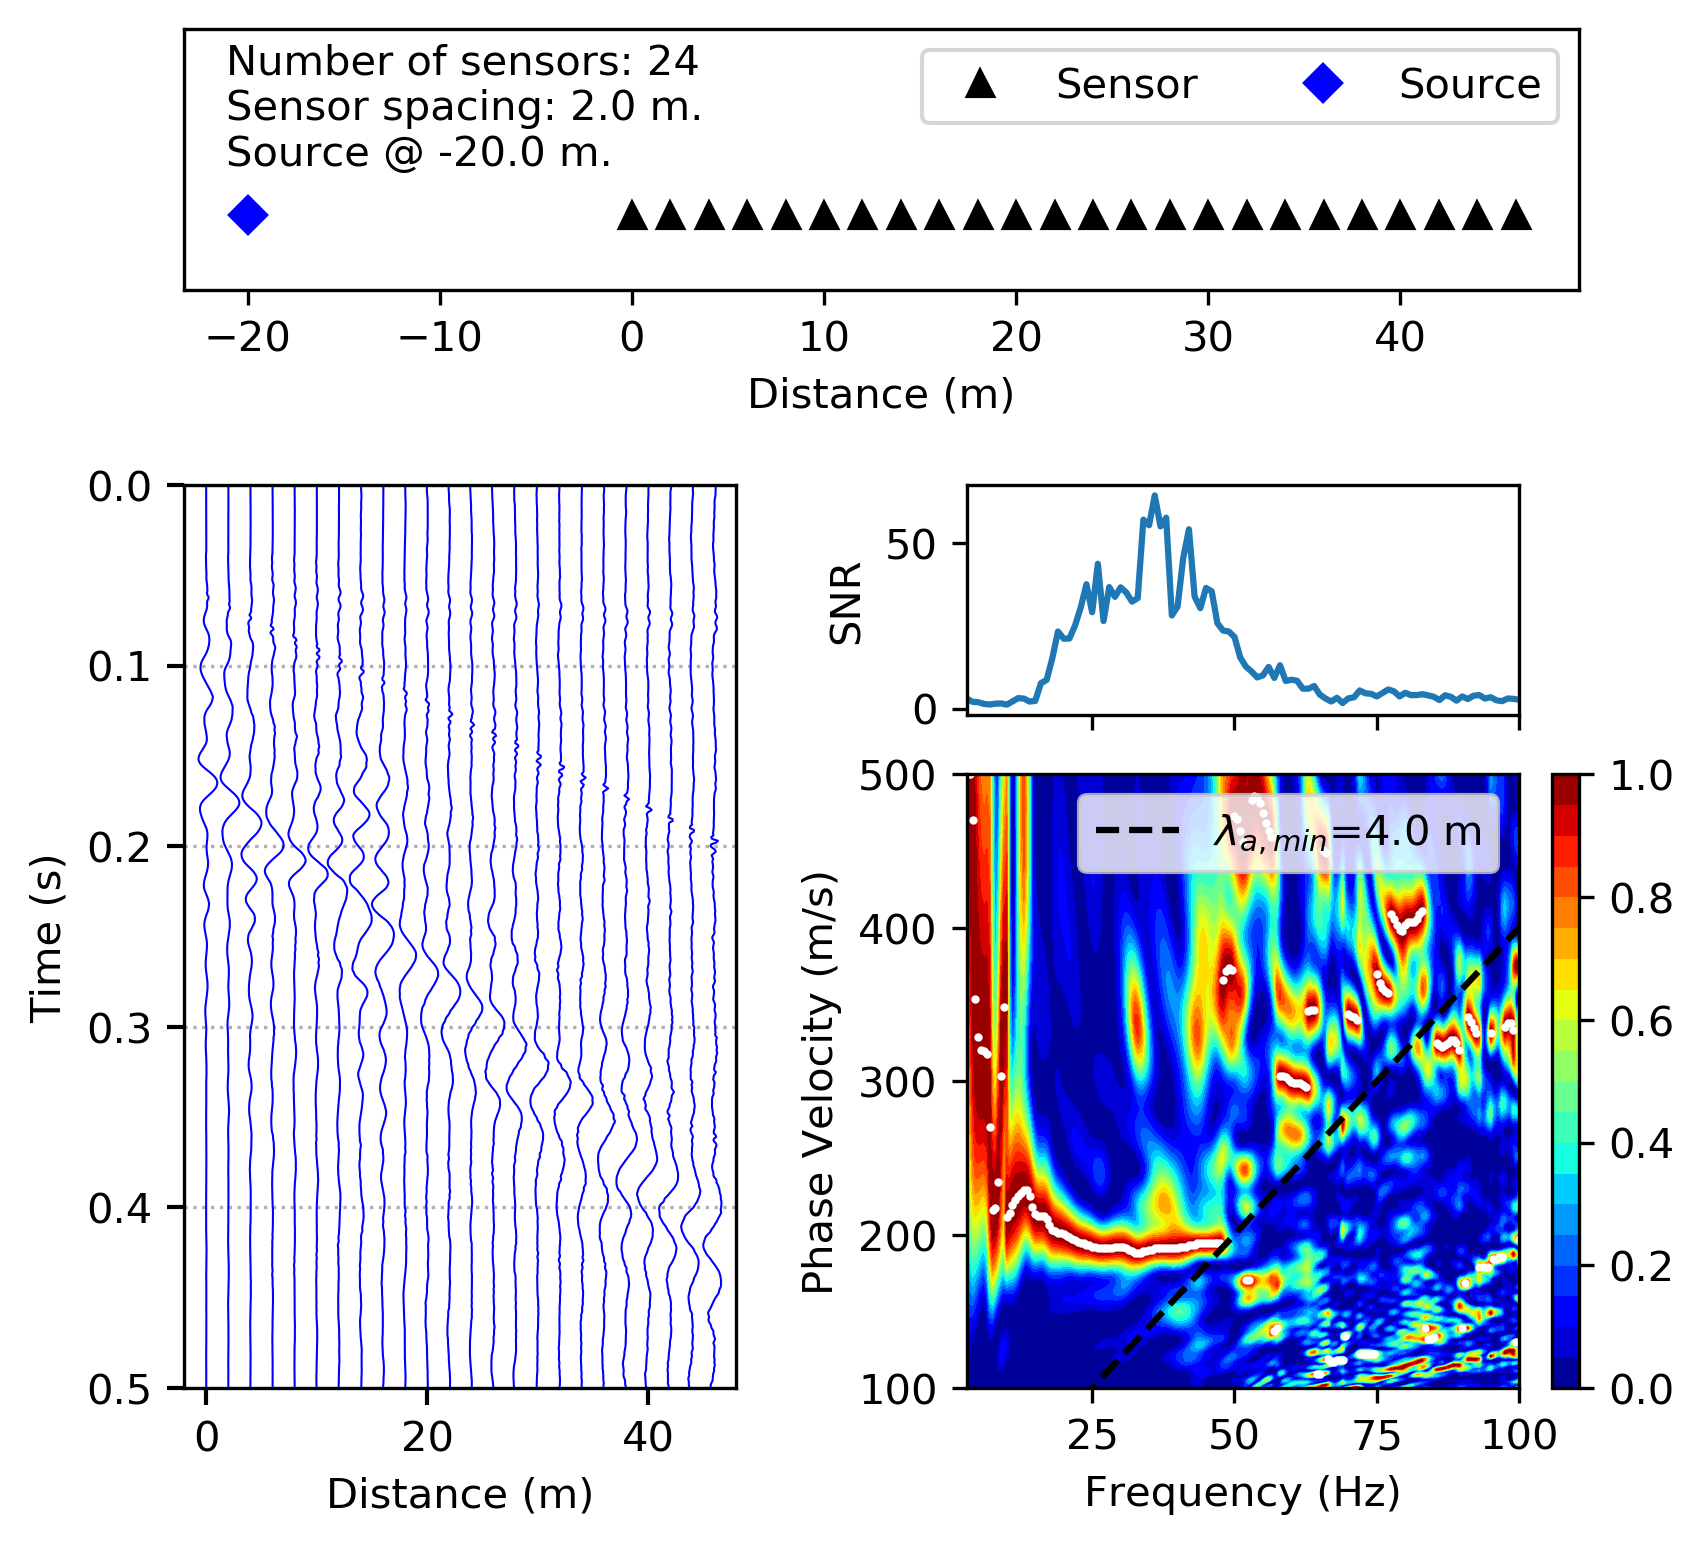 Number of sensors: 24
Sensor spacing: 2.0 m.
Source @ -20.0 m.
Sensor
Source
−20 −10 0 10 20 30 40
Distance (m)
0.0
0.1
0.2
0.3
0.4
0.5
Time (s)
0 20 40
Distance (m)
50
0
SNR
500
400
300
200
100
Phase Velocity (m/s)
λa,min=4.0 m
25 50 75 100
Frequency (Hz)
1.0
0.8
0.6
0.4
0.2
0.0